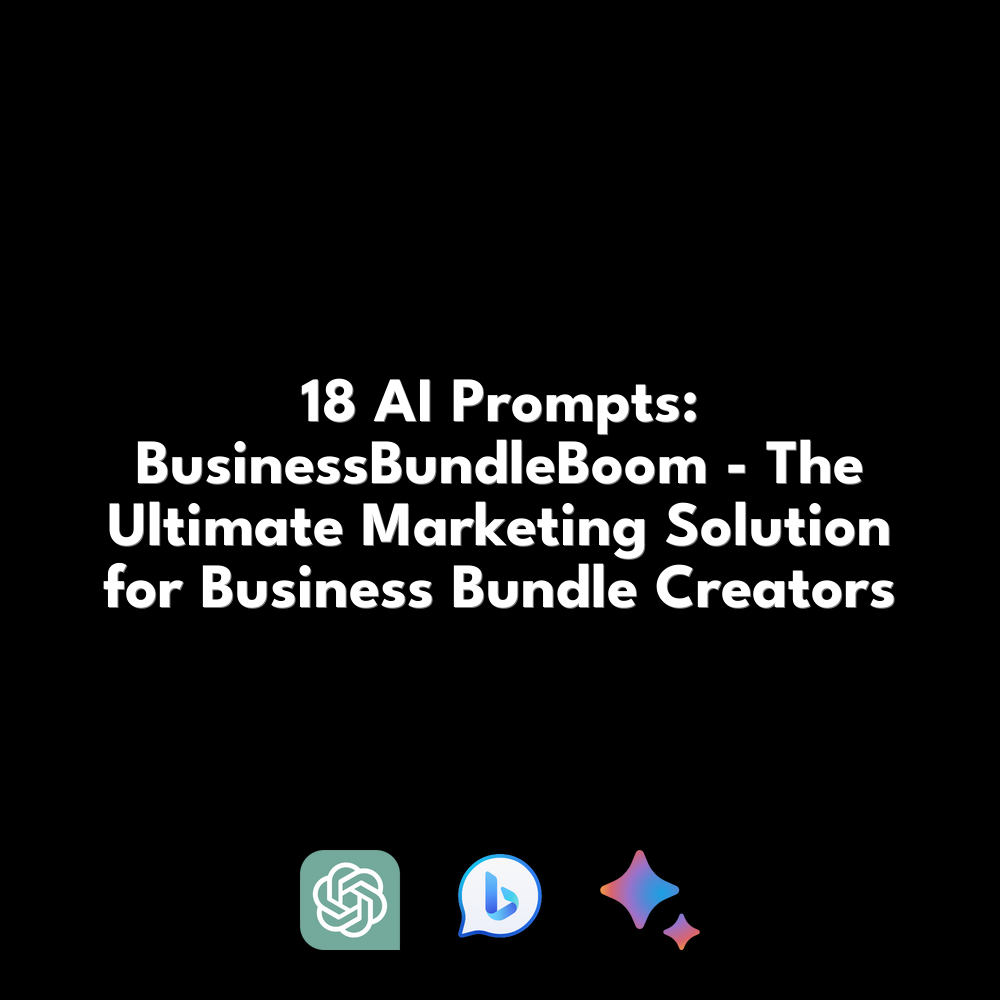 18 AI Prompts:
BusinessBundleBoom - The
Ultimate Marketing Solution
for Business Bundle Creators